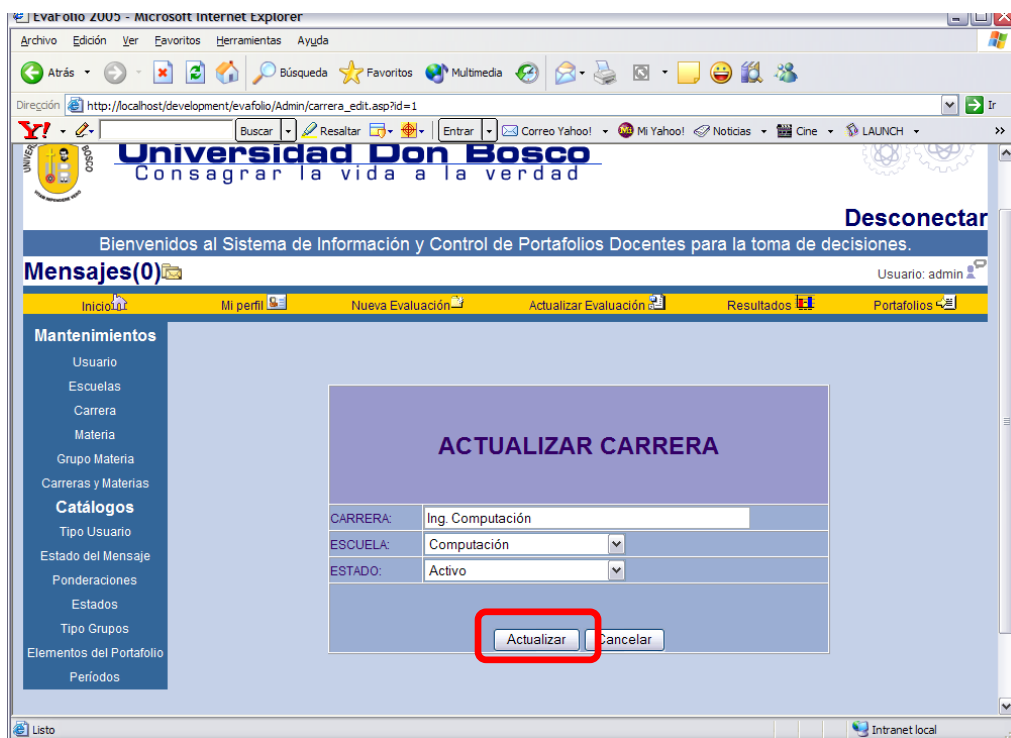 EvaFolio 2005 - Microsoft Internet Explorer
Archivo Edición Ver Favoritos Herramientas Ayuda
Atrás Búsqueda Favoritos Multimedia
Dirección http://localhost/development/evafolio/Admin/carrera_edit.asp?id=1 Ir
Y! Buscar Resaltar Entrar Correo Yahoo! Mi Yahoo! Noticias Cine LAUNCH »
Universidad Don Bosco
Consagrar la vida a la verdad
Desconectar
Bienvenidos al Sistema de Información y Control de Portafolios Docentes para la toma de decisiones.
Mensajes(0) Usuario: admin
Inicio Mi perfil Nueva Evaluación Actualizar Evaluación Resultados Portafolios
Mantenimientos
Usuario
Escuelas
Carrera
Materia
Grupo Materia
Carreras y Materias
Catálogos
Tipo Usuario
Estado del Mensaje
Ponderaciones
Estados
Tipo Grupos
Elementos del Portafolio
Períodos
ACTUALIZAR CARRERA
CARRERA: Ing. Computación
ESCUELA: Computación
ESTADO: Activo
Actualizar Cancelar
Listo Intranet local